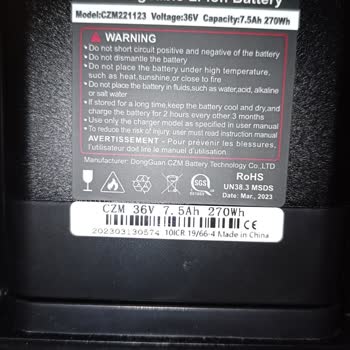 Li-ion Battery
Model:CZM221123 Voltage:36V Capacity:7.5Ah 270Wh
WARNING
• Do not short circuit positive and negative of the battery
• Do not dismantle the battery
• Do not place the battery under high temperature,
such as heat,sunshine,or close to fire
• Do not place the battery in fluids,such as water,acid, alkaline
or salt water
• If stored for a long time,keep the battery cool and dry,and
charge the battery for 2 hours every other 3 months
• Use only the charger model as specified in user manual
• To reduce the risk of injury, user must read instruction manual
AVERTISSEMENT - Pour prévenir les blessures,
l'utilisateur doit lire le manuel d'instructions
Manufacturer: DongGuan CZM Battery Technology Co.,LTD
SGS
RoHS
UN38.3 MSDS
Date: Mar., 2023
CZM 36V 7.5Ah 270Wh
CE
202303130574 10ICR 19/66-4 Made in China